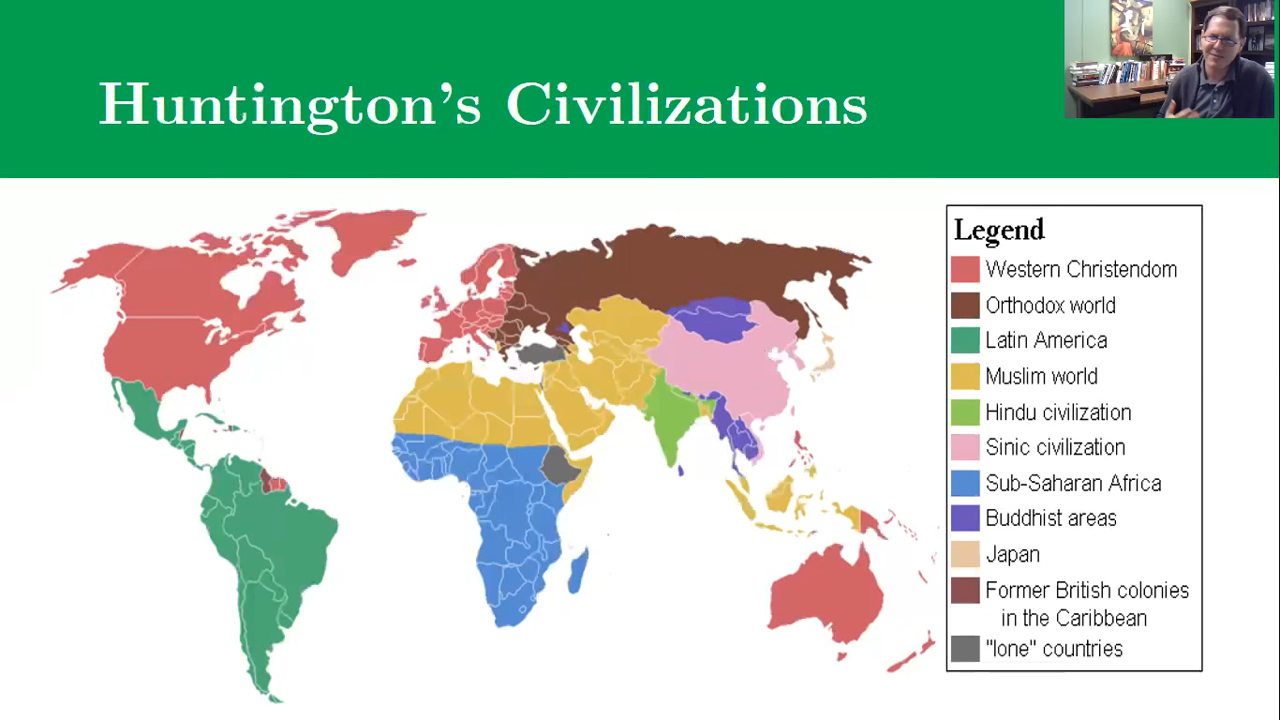 Huntington's Civilizations
Legend
Western Christendom
Orthodox world
Latin America
Muslim world
Hindu civilization
Sinic civilization
Sub-Saharan Africa
Buddhist areas
Japan
Former British colonies
in the Caribbean
"lone" countries